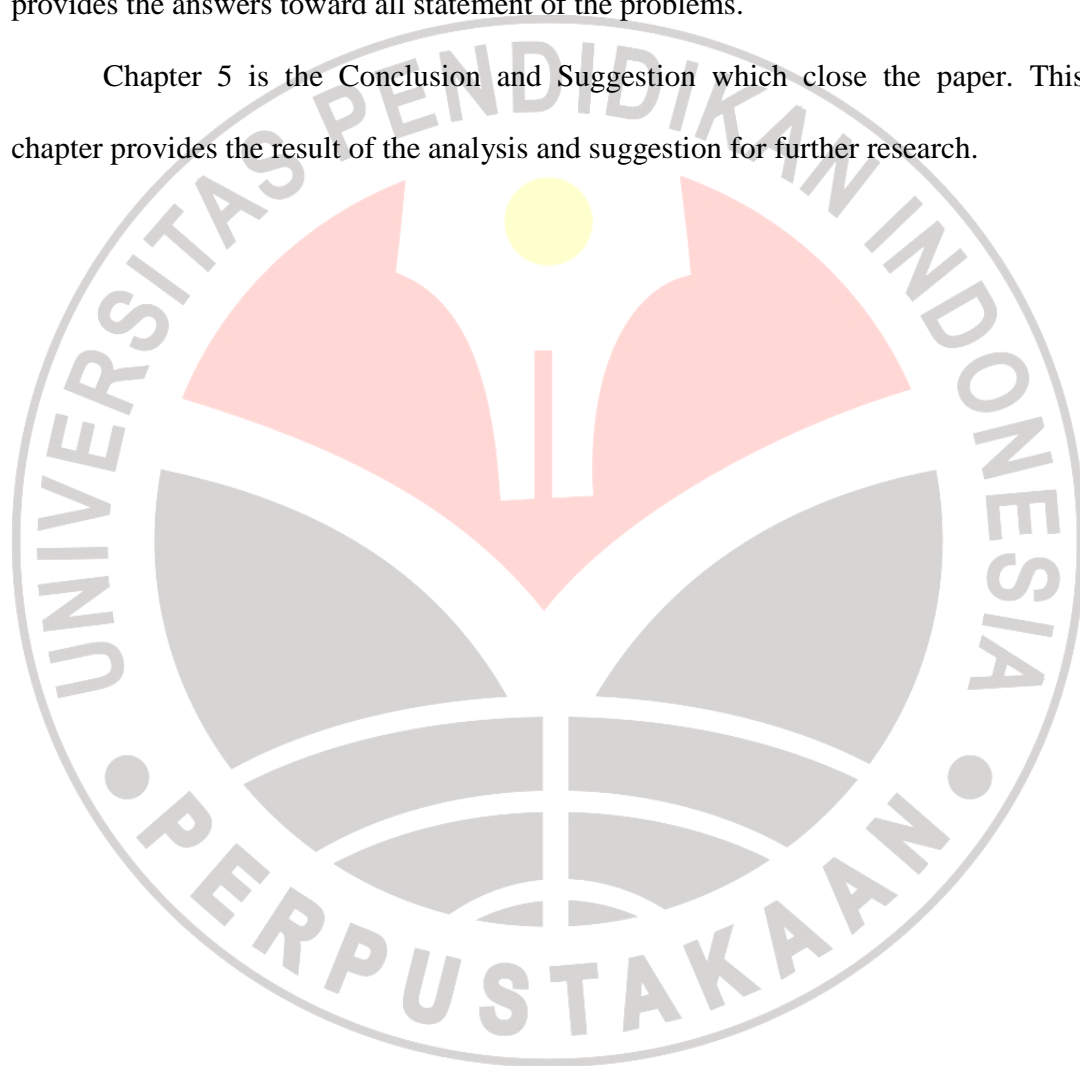 provides the answers toward all statement of the problems.
Chapter 5 is the Conclusion and Suggestion which close the paper. This
chapter provides the result of the analysis and suggestion for further research.
UNIVERSITAS PENDIDIKAN INDONESIA
PERPUSTAKAAN